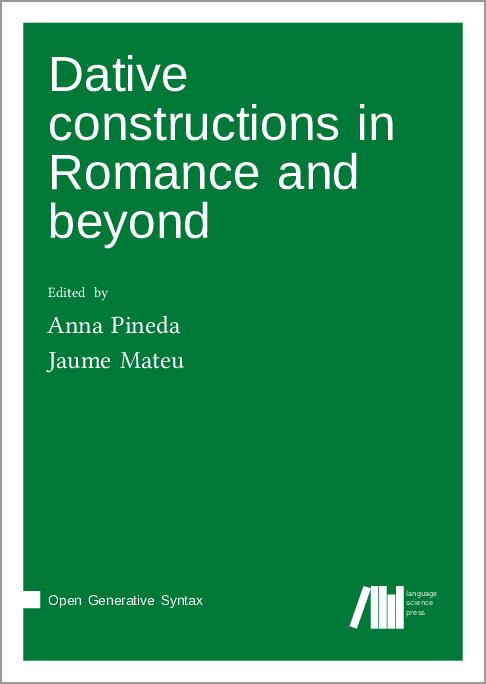 Dative
constructions in
Romance and
beyond
Edited by
Anna Pineda
Jaume Mateu
Open Generative Syntax
language
science
press